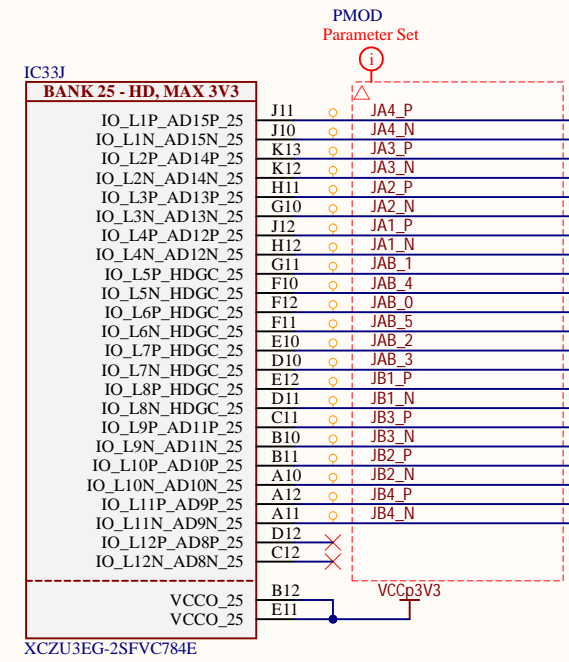 PMOD
Parameter Set
i
IC33J
BANK 25 - HD, MAX 3V3
IO_L1P_AD15P_25 J11 JA4_P
IO_L1N_AD15N_25 J10 JA4_N
IO_L2P_AD14P_25 K13 JA3_P
IO_L2N_AD14N_25 K12 JA3_N
IO_L3P_AD13P_25 H11 JA2_P
IO_L3N_AD13N_25 G10 JA2_N
IO_L4P_AD12P_25 J12 JA1_P
IO_L4N_AD12N_25 H12 JA1_N
IO_L5P_HDGC_25 G11 JAB_1
IO_L5N_HDGC_25 F10 JAB_4
IO_L6P_HDGC_25 F12 JAB_0
IO_L6N_HDGC_25 F11 JAB_5
IO_L7P_HDGC_25 E10 JAB_2
IO_L7N_HDGC_25 D10 JAB_3
IO_L8P_HDGC_25 E12 JB1_P
IO_L8N_HDGC_25 D11 JB1_N
IO_L9P_AD11P_25 C11 JB3_P
IO_L9N_AD11N_25 B10 JB3_N
IO_L10P_AD10P_25 B11 JB2_P
IO_L10N_AD10N_25 A10 JB2_N
IO_L11P_AD9P_25 A12 JB4_P
IO_L11N_AD9N_25 A11 JB4_N
IO_L12P_AD8P_25 D12
IO_L12N_AD8N_25 C12
VCCO_25 B12 VCCp3V3
VCCO_25 E11
XCZU3EG-2SFVC784E